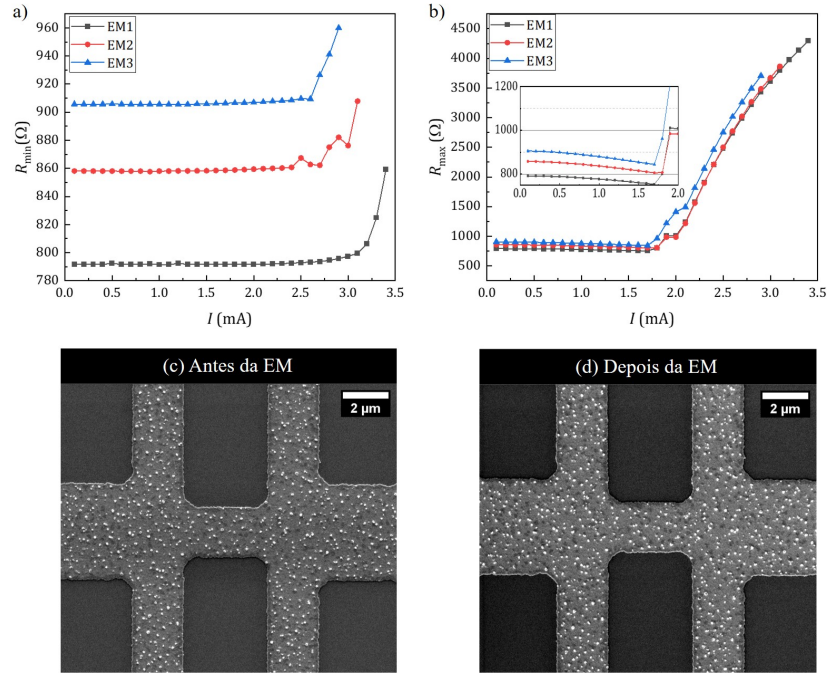 a)
EM1
EM2
EM3
960
940
920
900
880
860
840
820
800
780
R_min(Ω)
0.0 0.5 1.0 1.5 2.0 2.5 3.0 3.5
I (mA)
b)
EM1
EM2
EM3
4500
4000
3500
3000
2500
2000
1500
1000
500
R_max (Ω)
1200
1000
800
0.0 0.5 1.0 1.5 2.0
0.0 0.5 1.0 1.5 2.0 2.5 3.0 3.5
I (mA)
(c) Antes da EM
2 µm
(d) Depois da EM
2 µm